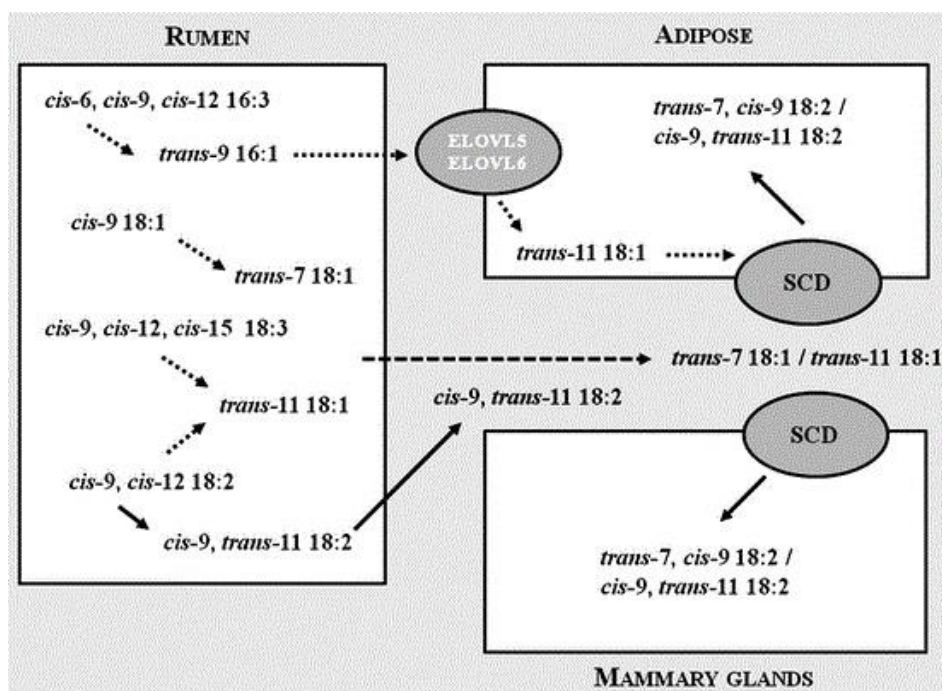 RUMEN
cis-6, cis-9, cis-12 16:3
trans-9 16:1
cis-9 18:1
trans-7 18:1
cis-9, cis-12, cis-15 18:3
trans-11 18:1
cis-9, cis-12 18:2
cis-9, trans-11 18:2
cis-9, trans-11 18:2
ADIPOSE
ELOVL5
ELOVL6
trans-7, cis-9 18:2 /
cis-9, trans-11 18:2
trans-11 18:1
SCD
trans-7 18:1 / trans-11 18:1
SCD
trans-7, cis-9 18:2 /
cis-9, trans-11 18:2
MAMMARY GLANDS